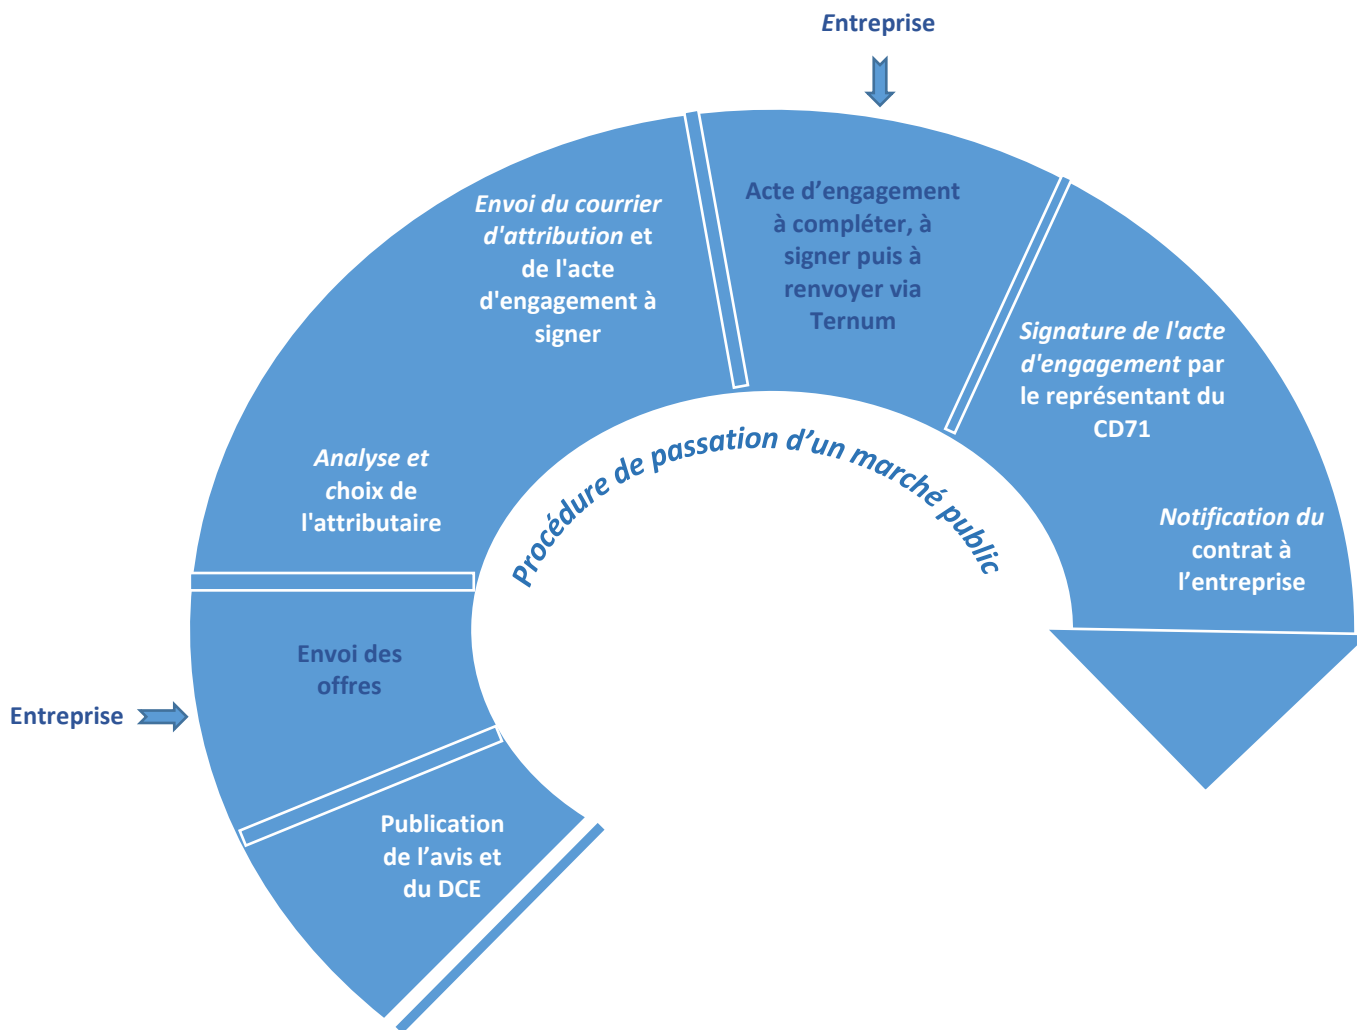 Entreprise
Envoi du courrier
d'attribution et
de l'acte
d'engagement à
signer
Acte d’engagement
à compléter, à
signer puis à
renvoyer via
Ternum
Signature de l'acte
d'engagement par
le représentant du
CD71
Analyse et
choix de
l'attributaire
Procédure de passation d’un marché public
Notification du
contrat à
l’entreprise
Envoi des
offres
Entreprise
Publication
de l’avis et
du DCE